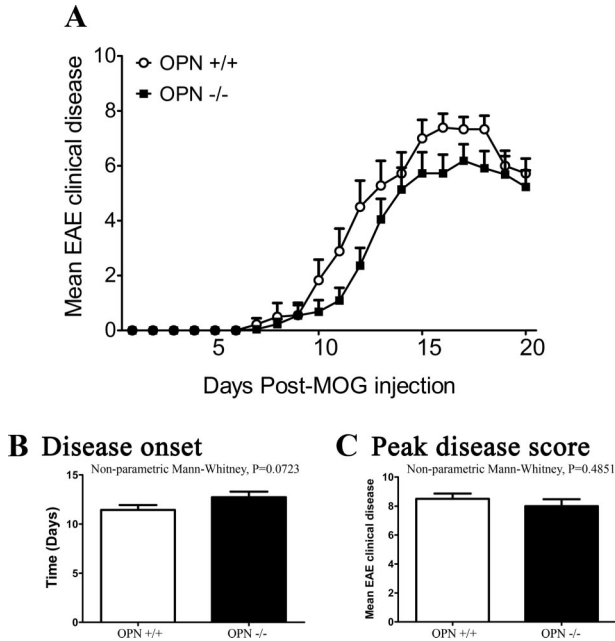 A
OPN +/+
OPN -/-
Mean EAE clinical disease
10
8
6
4
2
0
5
10
15
20
Days Post-MOG injection
B Disease onset
Non-parametric Mann-Whitney, P=0.0723
Time (Days)
15
10
5
0
OPN +/+
OPN -/-
C Peak disease score
Non-parametric Mann-Whitney, P=0.4851
Mean EAE clinical disease
10
8
6
4
2
0
OPN +/+
OPN -/-